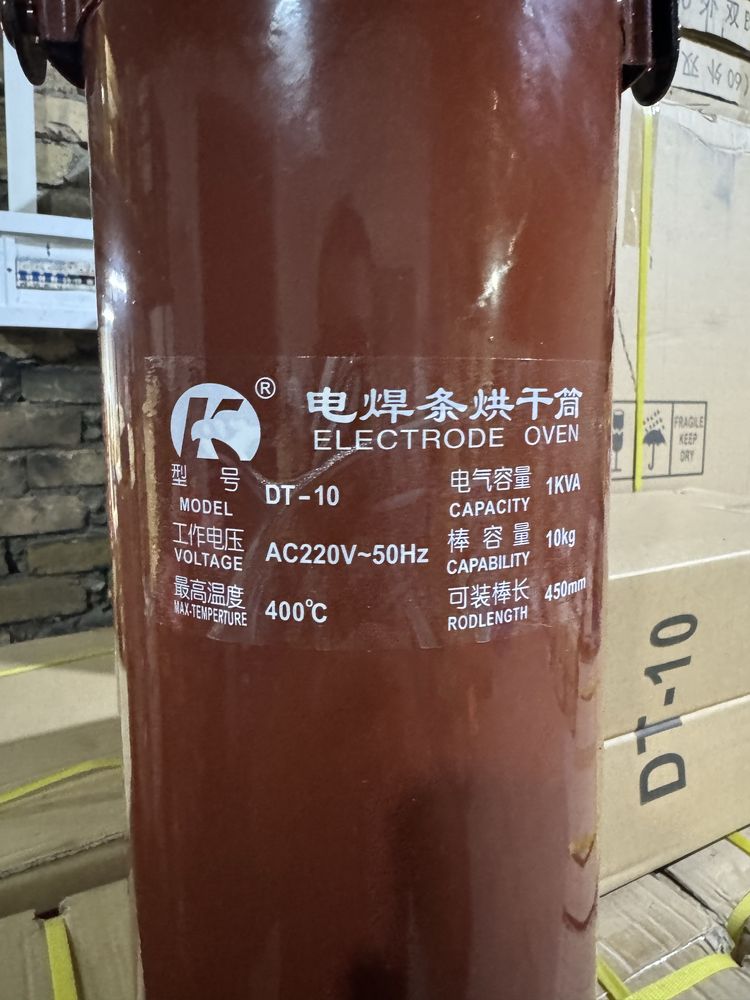 K®
电焊条烘干筒
ELECTRODE OVEN
型号 DT-10
MODEL
电气容量 1KVA
CAPACITY
工作电压 AC220V~50Hz
VOLTAGE
棒容量 10kg
CAPABILITY
最高温度 400℃
MAX-TEMPERTURE
可装棒长 450mm
RODLENGTH
FRAGILE
KEEP
DRY
DT-10